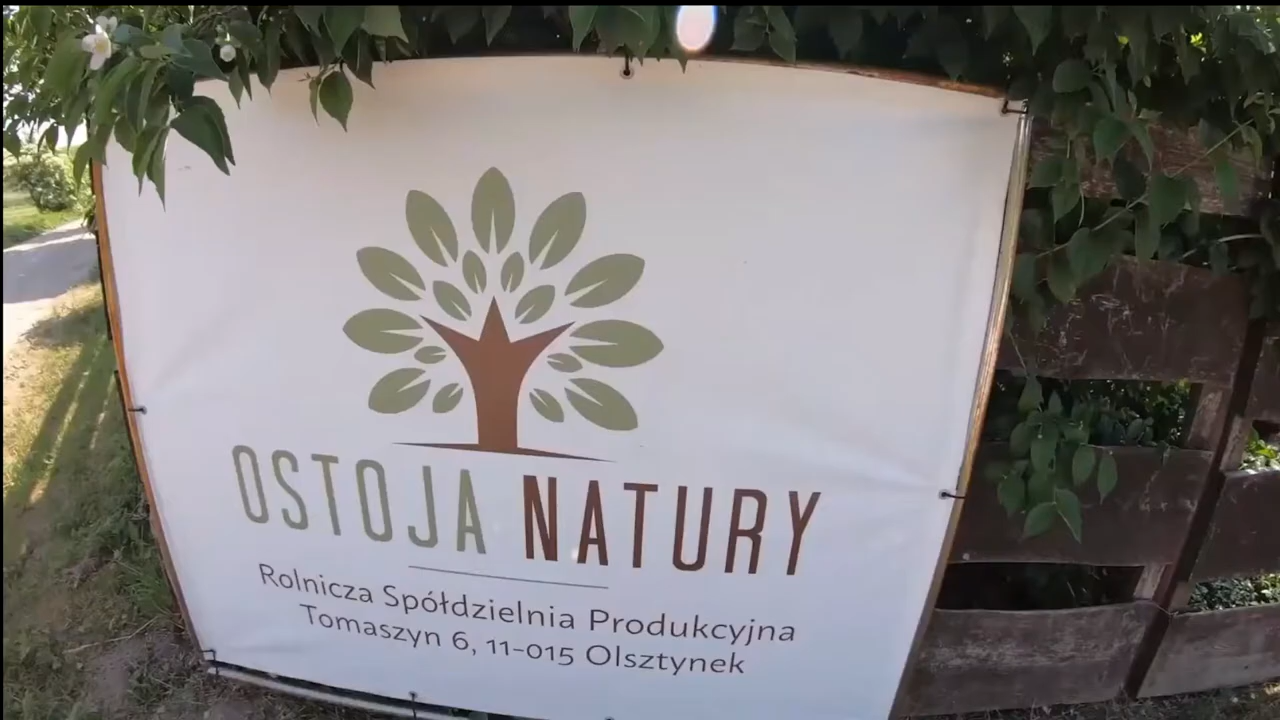 OSTOJA NATURY
Rolnicza Spółdzielnia Produkcyjna
Tomaszyn 6, 11-015 Olsztynek